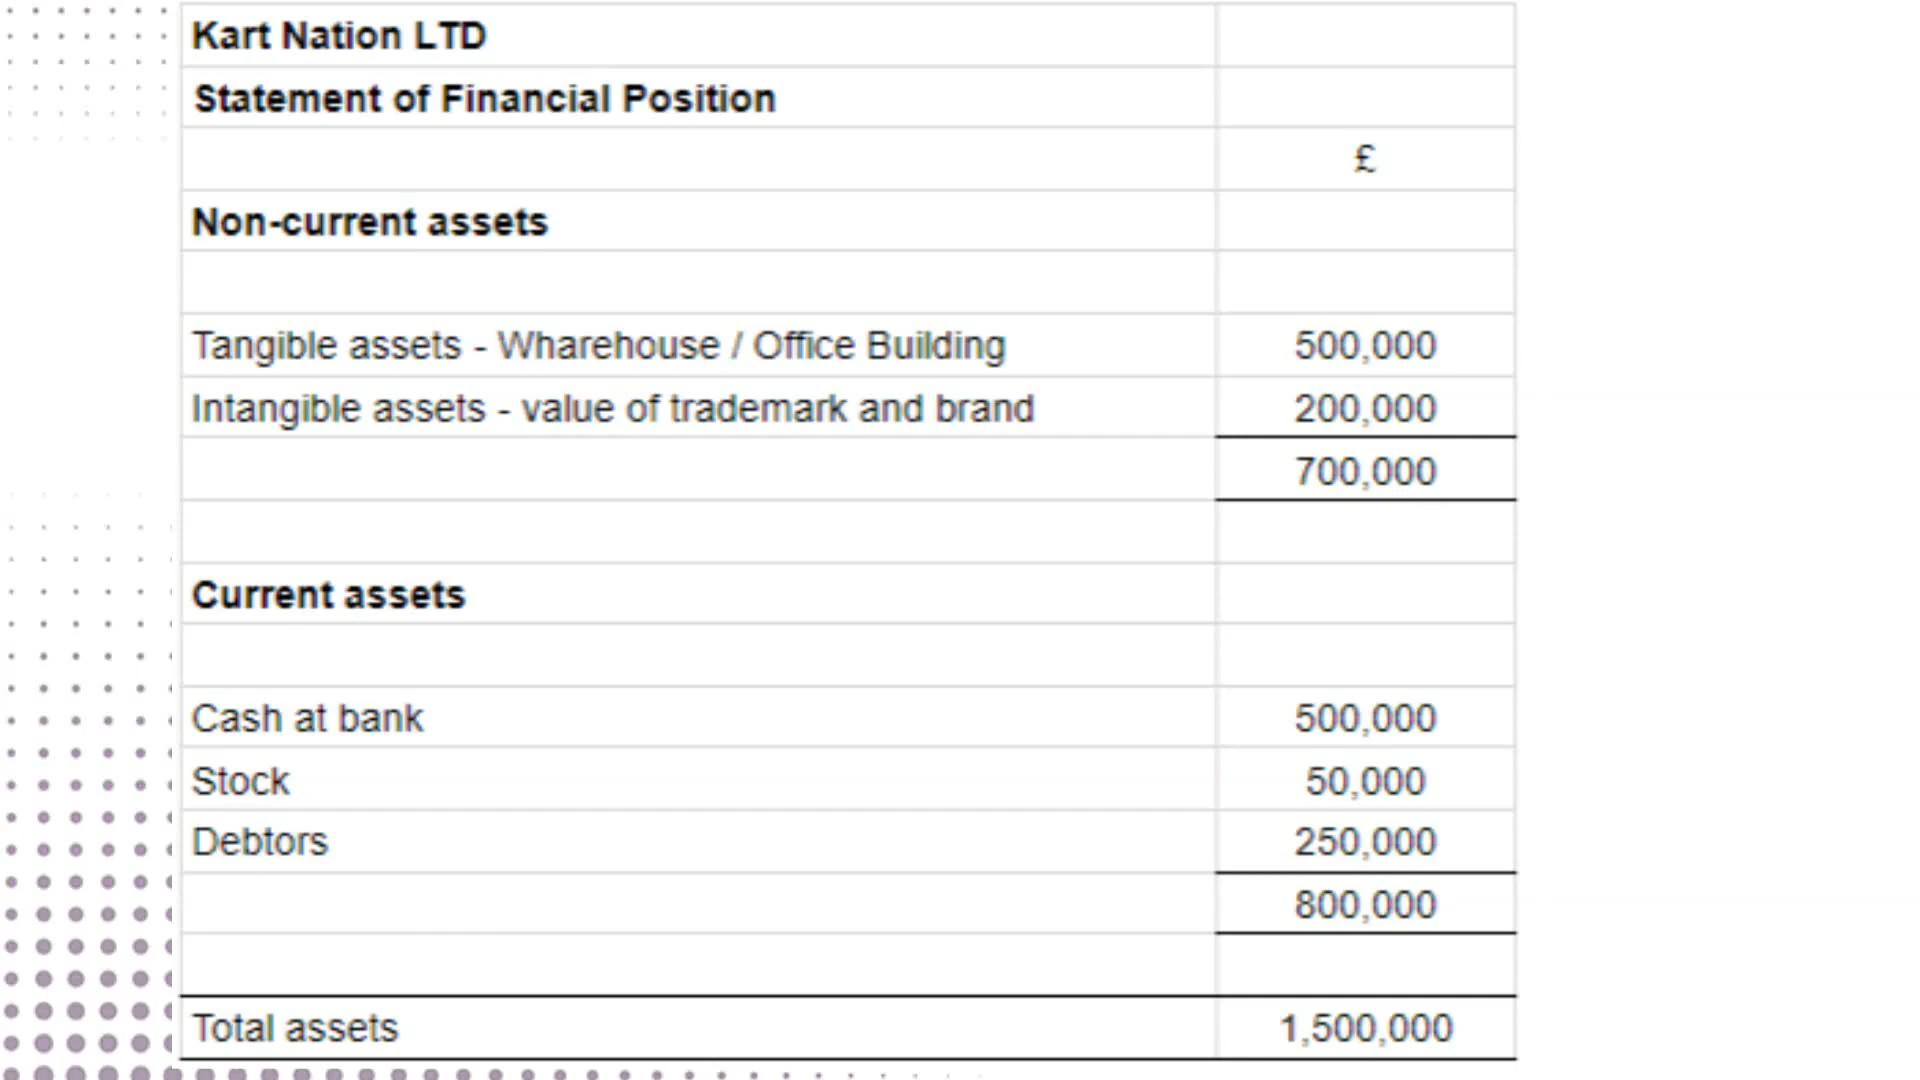 Kart Nation LTD
Statement of Financial Position
£
Non-current assets
Tangible assets - Wharehouse / Office Building 500,000
Intangible assets - value of trademark and brand 200,000
700,000
Current assets
Cash at bank 500,000
Stock 50,000
Debtors 250,000
800,000
Total assets 1,500,000